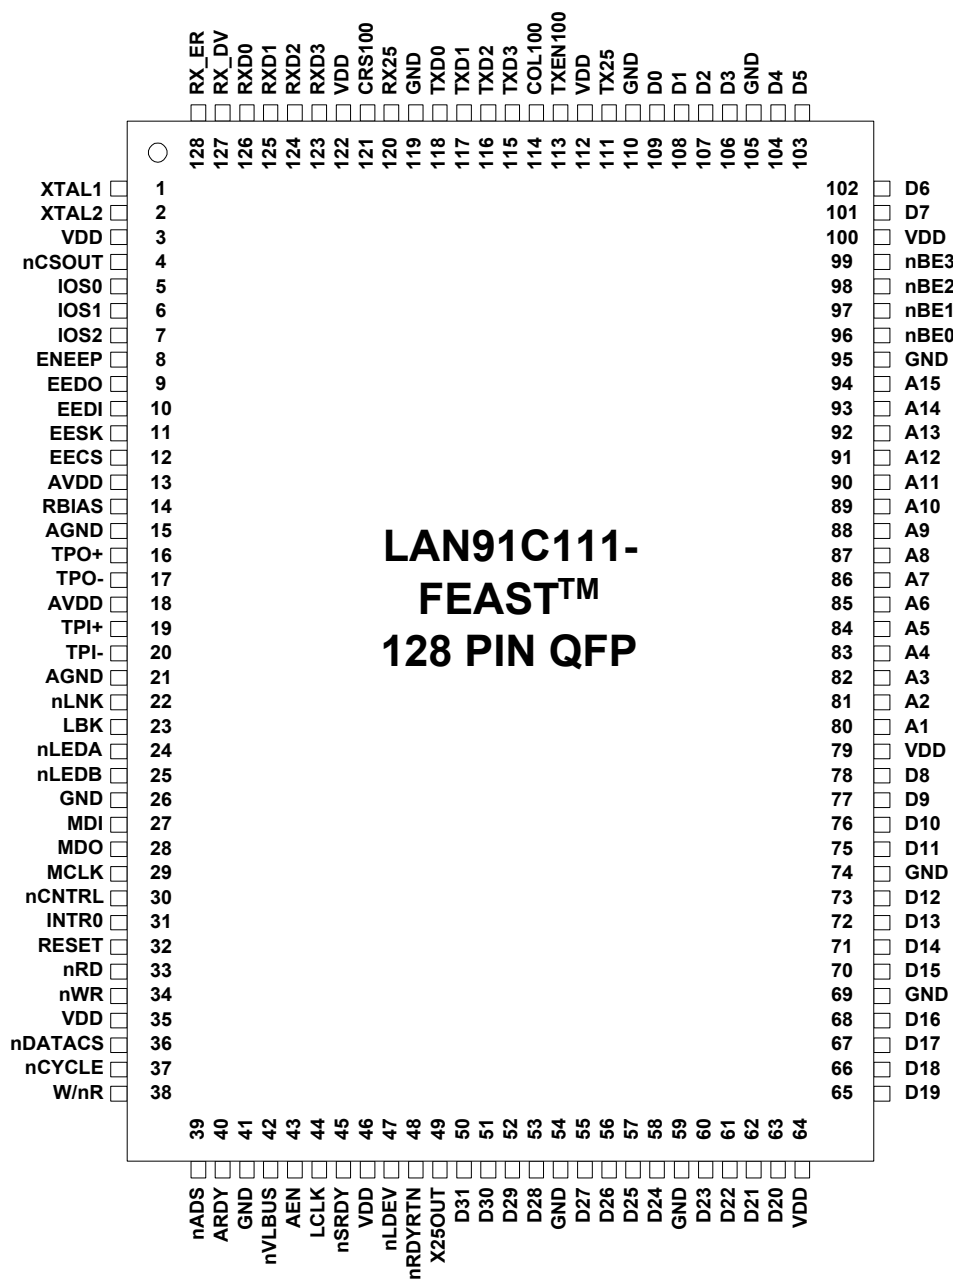 RX_ER RX_DV RXD0 RXD1 RXD2 RXD3 VDD CRS100 RX25 GND TXD0 TXD1 TXD2 TXD3 COL100 TXEN100 VDD TX25 GND D0 D1 D2 D3 GND D4 D5
128 127 126 125 124 123 122 121 120 119 118 117 116 115 114 113 112 111 110 109 108 107 106 105 104 103
XTAL1 1 102 D6
XTAL2 2 101 D7
VDD 3 100 VDD
nCSOUT 4 99 nBE3
IOS0 5 98 nBE2
IOS1 6 97 nBE1
IOS2 7 96 nBE0
ENEEP 8 95 GND
EEDO 9 94 A15
EEDI 10 93 A14
EESK 11 92 A13
EECS 12 91 A12
AVDD 13 90 A11
RBIAS 14 89 A10
AGND 15 88 A9
TPO+ 16 87 A8
TPO- 17 86 A7
AVDD 18 85 A6
TPI+ 19 84 A5
TPI- 20 83 A4
AGND 21 82 A3
nLNK 22 81 A2
LBK 23 80 A1
nLEDA 24 79 VDD
nLEDB 25 78 D8
GND 26 77 D9
MDI 27 76 D10
MDO 28 75 D11
MCLK 29 74 GND
nCNTRL 30 73 D12
INTR0 31 72 D13
RESET 32 71 D14
nRD 33 70 D15
nWR 34 69 GND
VDD 35 68 D16
nDATACS 36 67 D17
nCYCLE 37 66 D18
W/nR 38 65 D19
LAN91C111-
FEAST™
128 PIN QFP
39 40 41 42 43 44 45 46 47 48 49 50 51 52 53 54 55 56 57 58 59 60 61 62 63 64
nADS ARDY GND nVLBUS AEN LCLK nSRDY VDD nLDEV nRDYRTN X25OUT D31 D30 D29 D28 GND D27 D26 D25 D24 GND D23 D22 D21 D20 VDD